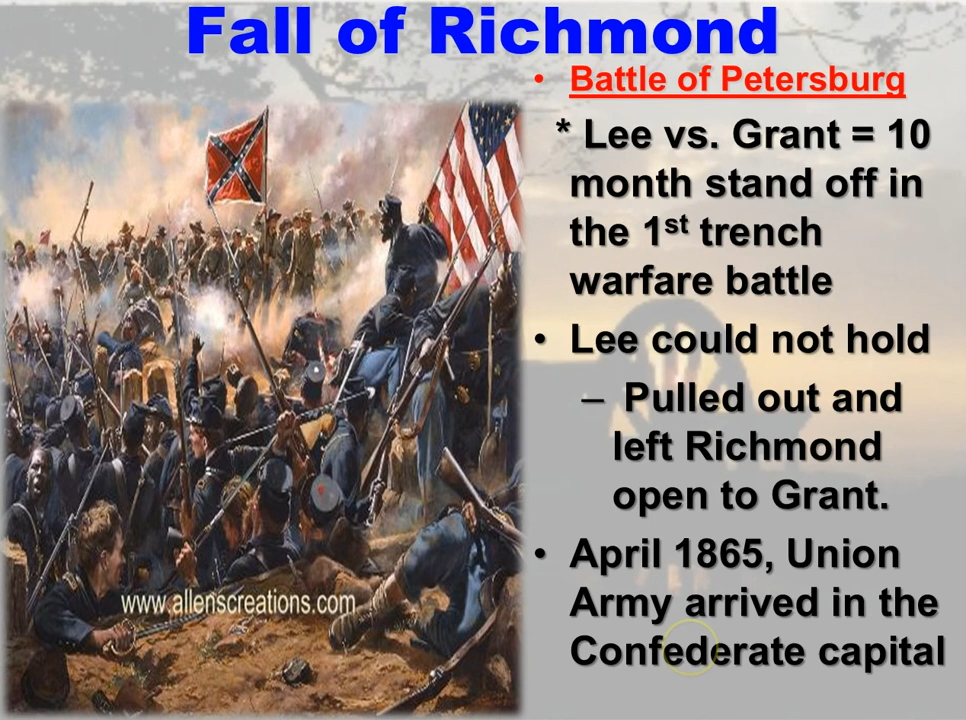 Fall of Richmond
• Battle of Petersburg
* Lee vs. Grant = 10
month stand off in
the 1st trench
warfare battle
• Lee could not hold
– Pulled out and
left Richmond
open to Grant.
• April 1865, Union
Army arrived in the
Confederate capital
www.allenscreations.com